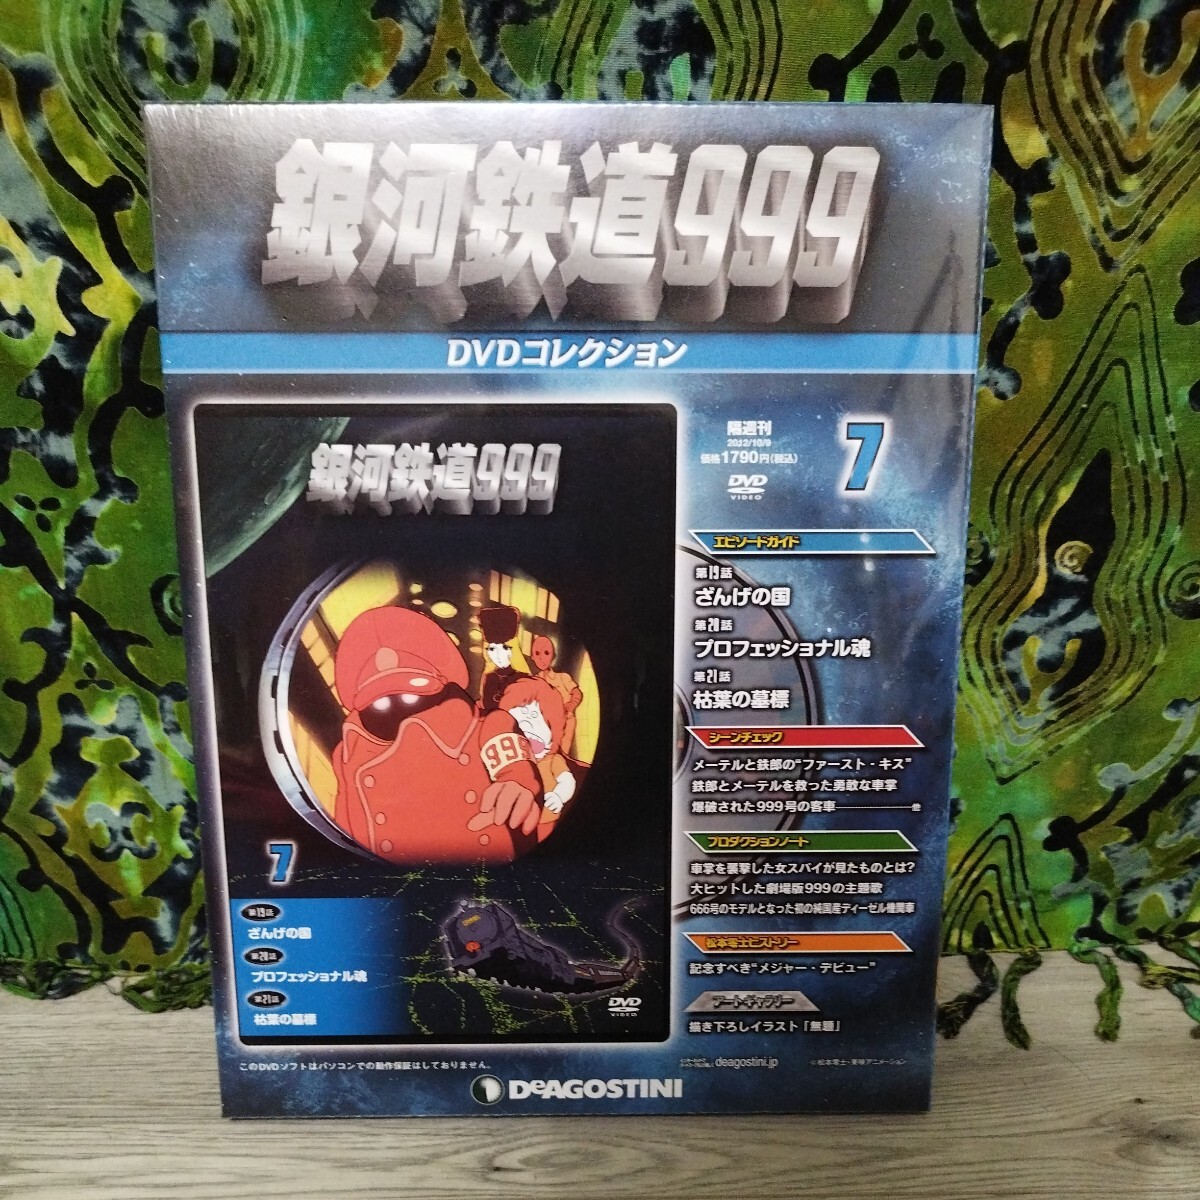 銀河鉄道999
DVDコレクション
銀河鉄道999
999
7
第19話
ざんげの国
第20話
プロフェッショナル魂
第21話
枯葉の墓標
DVD
VIDEO
隔週刊
2012/10/9
価格1790円(税込)
DVD
VIDEO
7
エピソードガイド
第19話
ざんげの国
第20話
プロフェッショナル魂
第21話
枯葉の墓標
シーンチェック
メーテルと鉄郎の“ファースト・キス”
鉄郎とメーテルを救った勇敢な車掌
爆破された999号の客車 他
プロダクションノート
車掌を襲撃した女スパイが見たものとは?
大ヒットした劇場版999の主題歌
666号のモデルとなった初の純国産ディーゼル機関車
松本零士ヒストリー
記念すべき“メジャー・デビュー”
アートギャラリー
描き下ろしイラスト「無題」
このDVDソフトはパソコンでの動作保証はしておりません。
deagostini.jp
©松本零士・東映アニメーション
DeAGOSTINI